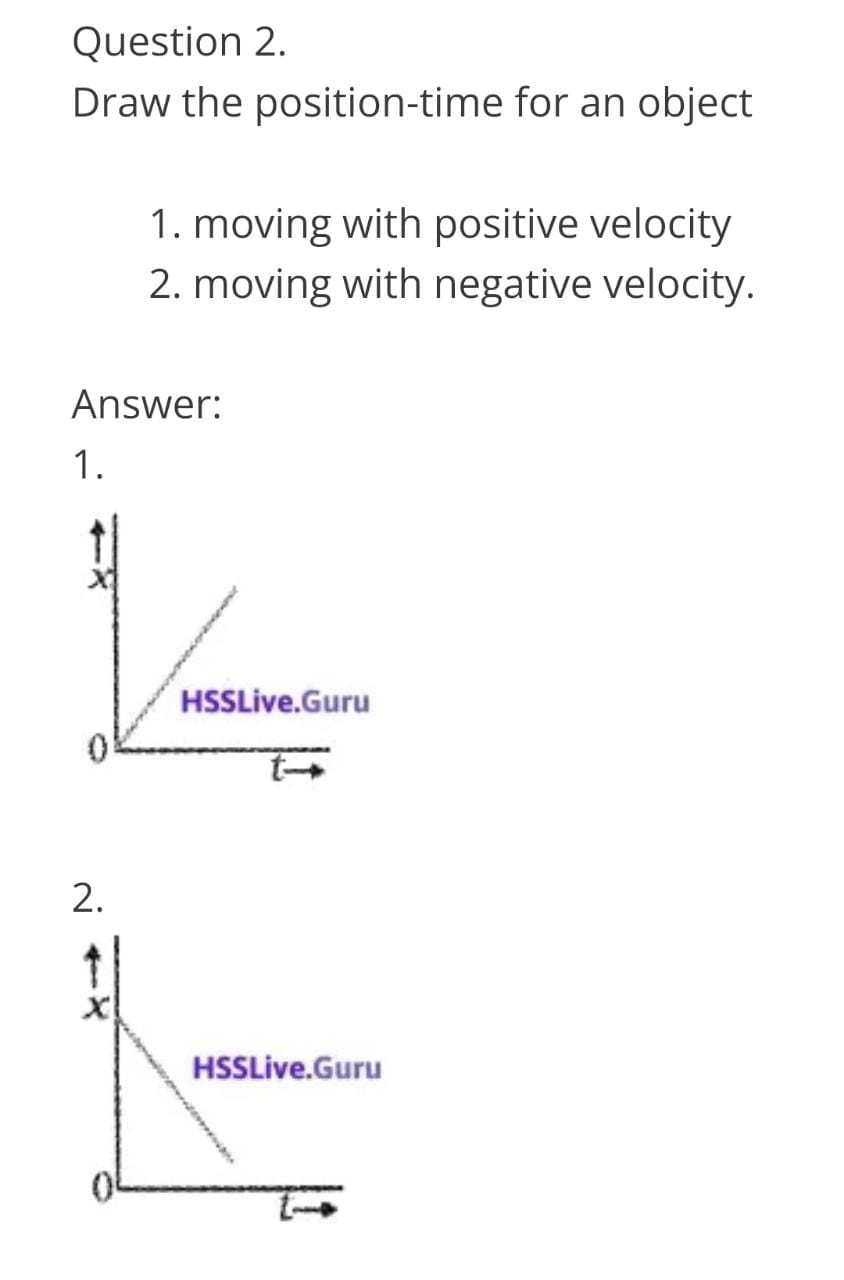 Question 2.
Draw the position-time for an object
1. moving with positive velocity
2. moving with negative velocity.
Answer:
1.
x
HSSLive.Guru
0
t
2.
x
HSSLive.Guru
0
t